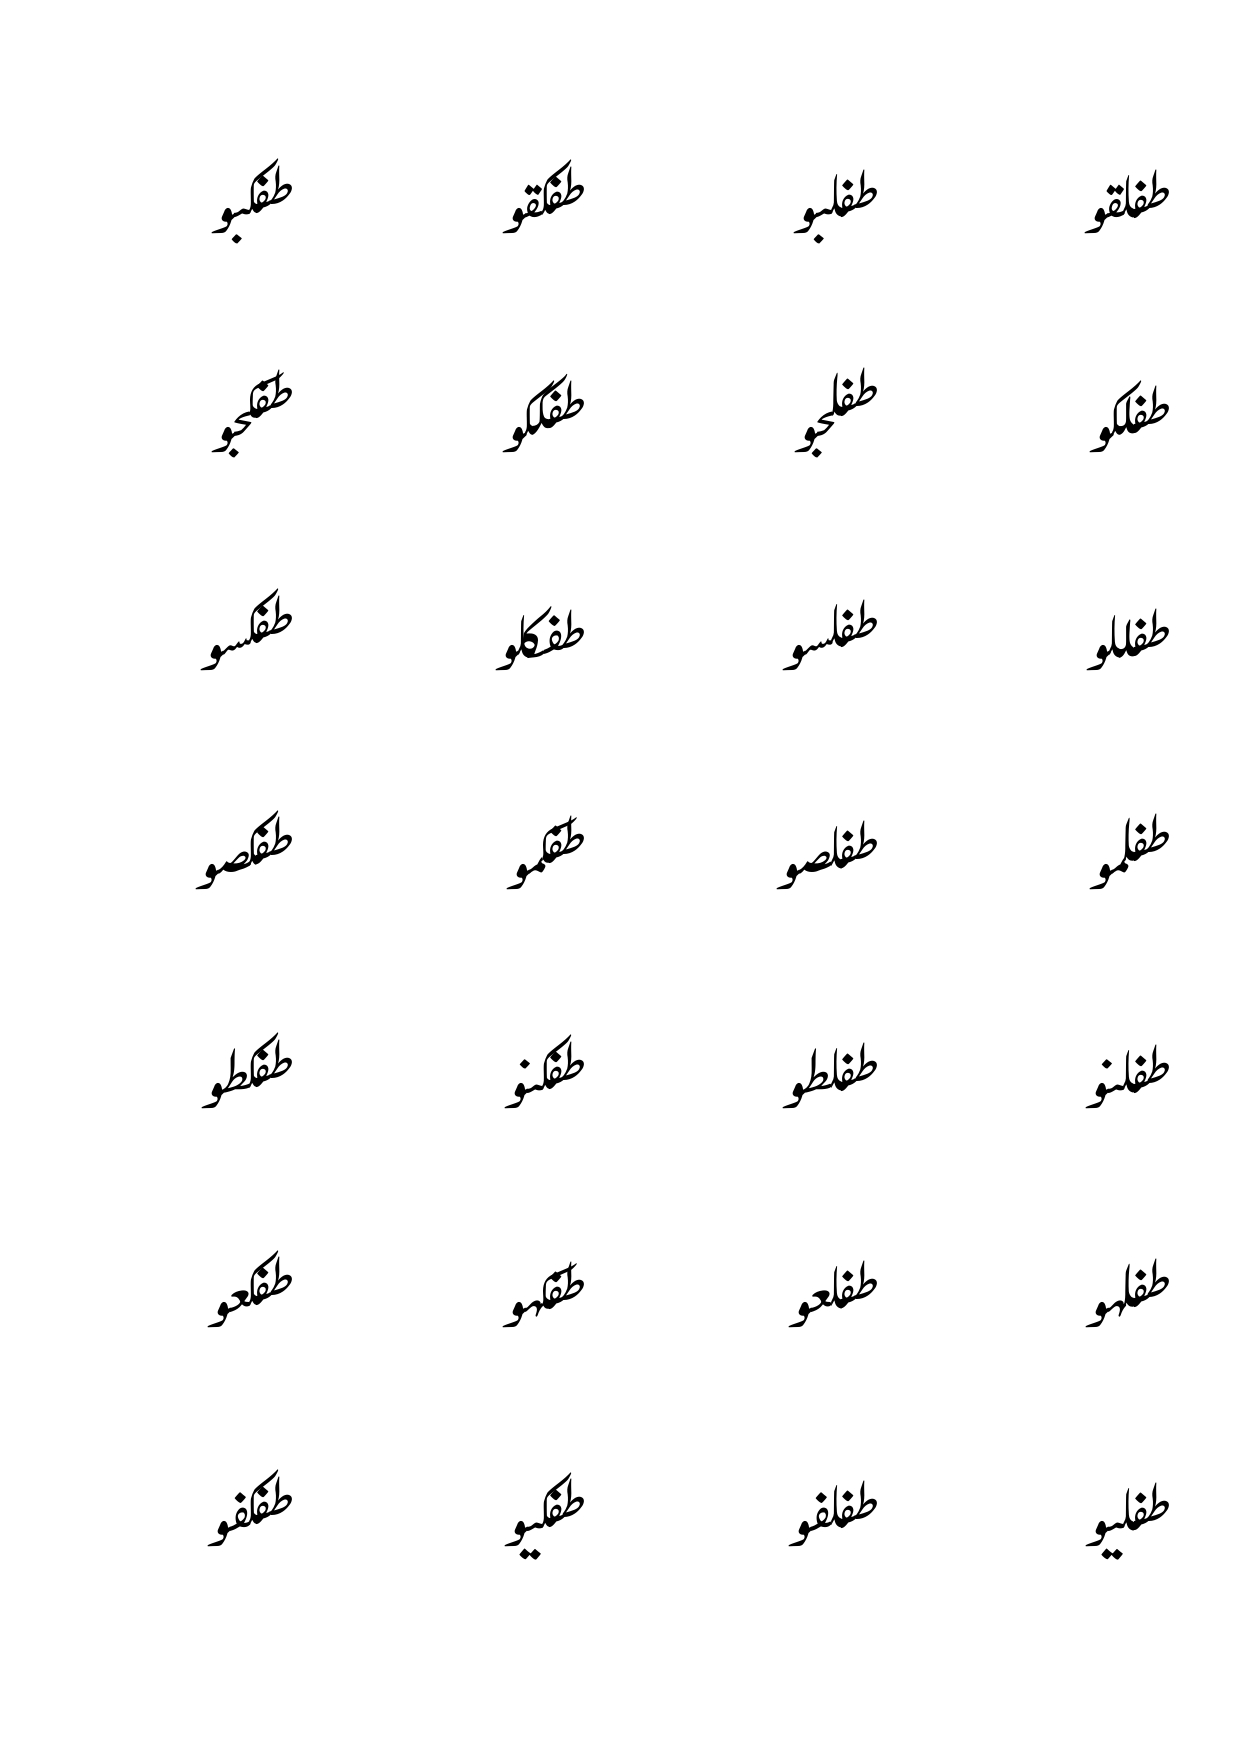 طفلقو طفلبو طفكقو طفكبو
طفلكو طفلجو طفككو طفكجو
طفللو طفلسو طفكلو طفكسو
طفلمو طفلصو طفكمو طفكصو
طفلنو طفلطو طفكنو طفكطو
طفلهو طفلعو طفكهو طفكعو
طفليو طفلفو طفكيو طفكفو